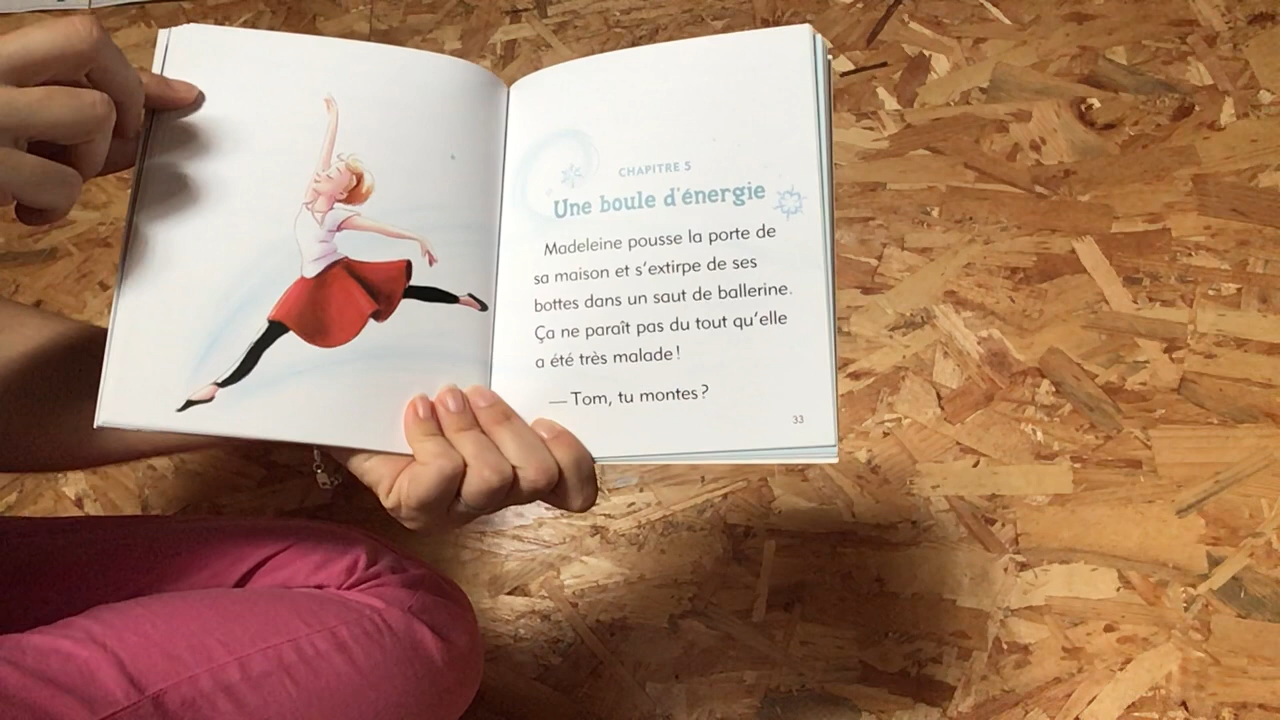 CHAPITRE 5
Une boule d'énergie
Madeleine pousse la porte de
sa maison et s'extirpe de ses
bottes dans un saut de ballerine.
Ça ne paraît pas du tout qu'elle
a été très malade !
— Tom, tu montes ?
33